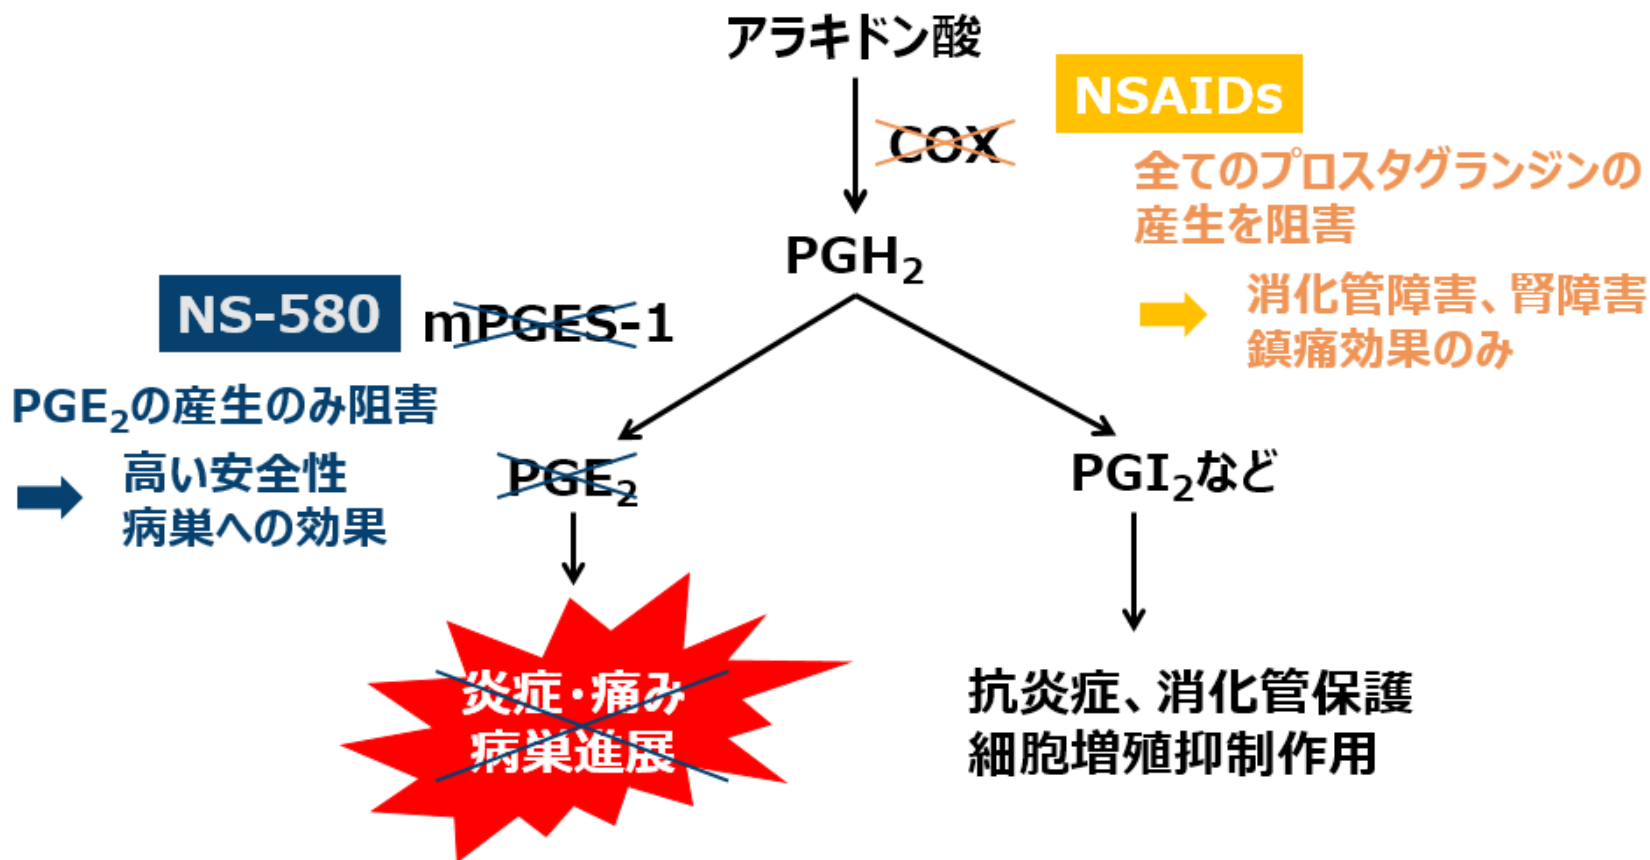 アラキドン酸
NSAIDs
COX
全てのプロスタグランジンの
産生を阻害
PGH₂
消化管障害、腎障害
鎮痛効果のみ
NS-580
mPGES-1
PGE₂の産生のみ阻害
高い安全性
病巣への効果
PGE₂
PGI₂など
炎症・痛み
病巣進展
抗炎症、消化管保護
細胞増殖抑制作用